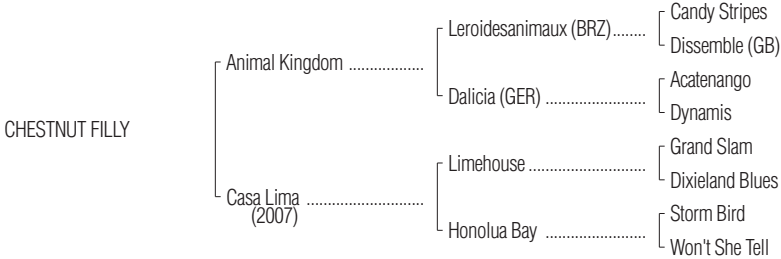 Candy Stripes
Leroidesanimaux (BRZ)........
Dissemble (GB)
Animal Kingdom ..................
Acatenango
Dalicia (GER) ........................
Dynamis
CHESTNUT FILLY
Grand Slam
Limehouse............................
Dixieland Blues
Casa Lima ............................
(2007)
Storm Bird
Honolua Bay ........................
Won't She Tell